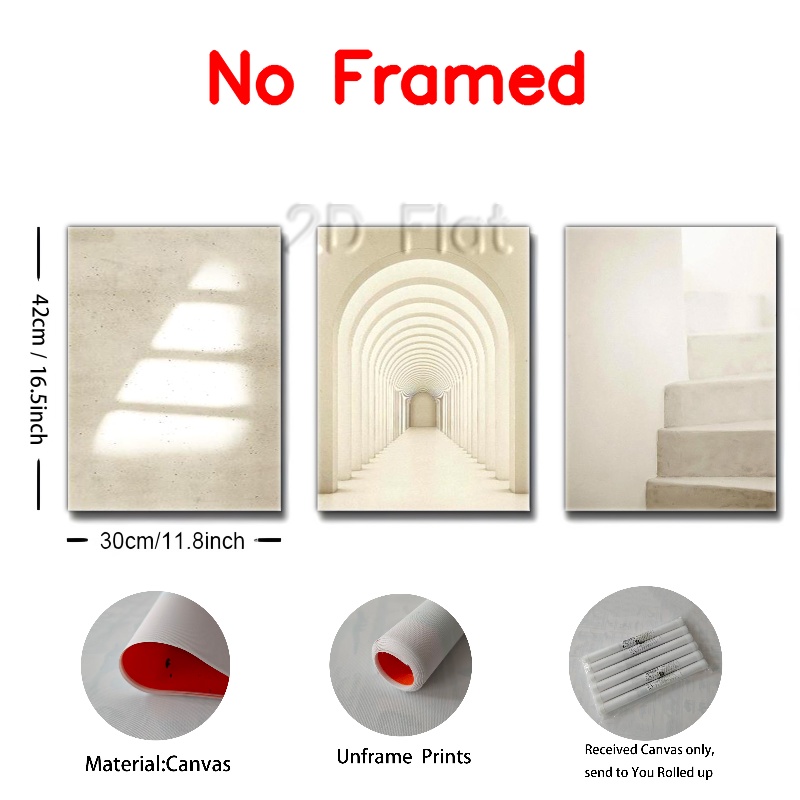 No Framed
2D Flat
42cm / 16.5inch
30cm/11.8inch
Material:Canvas
Unframe Prints
Received Canvas only,
send to You Rolled up